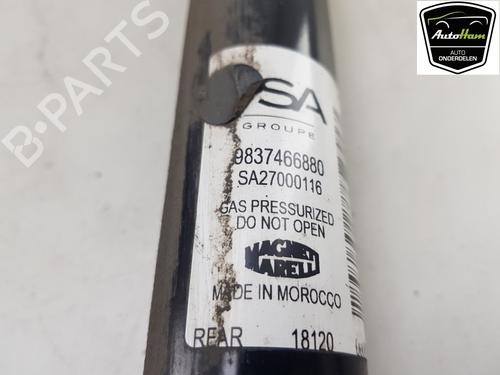 AutoHam
AUTO
ONDERDELEN
B-PARTS
PSA
GROUPE
9837466880
SA27000116
GAS PRESSURIZED
DO NOT OPEN
MAGNETI
MARELLI
MADE IN MOROCCO
REAR 18120